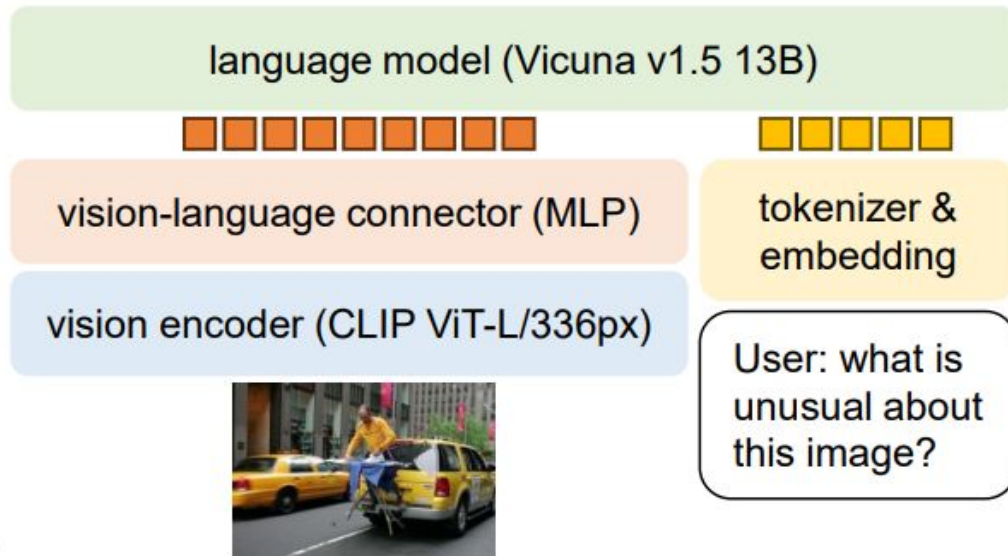 language model (Vicuna v1.5 13B)
vision-language connector (MLP)
tokenizer &
embedding
vision encoder (CLIP ViT-L/336px)
User: what is
unusual about
this image?